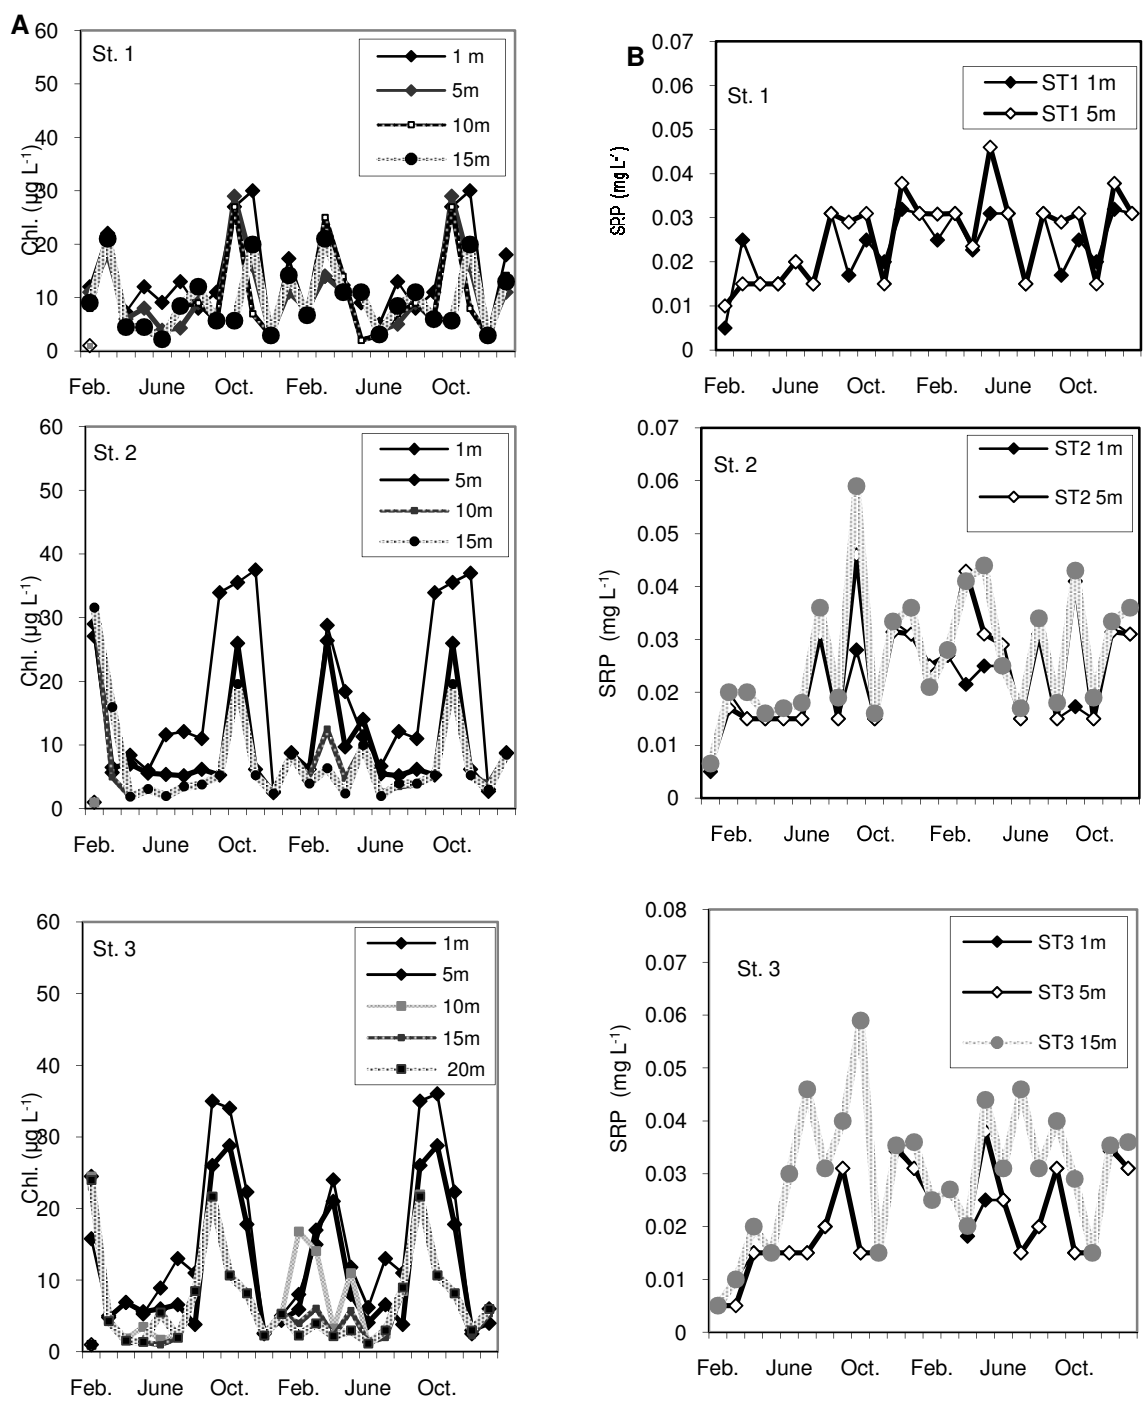 A
60
50
40
30
20
10
0
Chl. (µg L-1)
St. 1
1 m
5m
10m
15m
Feb. June Oct. Feb. June Oct.
B
0.07
0.06
0.05
0.04
0.03
0.02
0.01
0
SRP (mg L-1)
St. 1
ST1 1m
ST1 5m
Feb. June Oct. Feb. June Oct.
60
50
40
30
20
10
0
Chl. (µg L-1)
St. 2
1m
5m
10m
15m
Feb. June Oct. Feb. June Oct.
0.07
0.06
0.05
0.04
0.03
0.02
0.01
0
SRP (mg L-1)
St. 2
ST2 1m
ST2 5m
Feb. June Oct. Feb. June Oct.
60
50
40
30
20
10
0
Chl. (µg L-1)
St. 3
1m
5m
10m
15m
20m
Feb. June Oct. Feb. June Oct.
0.08
0.07
0.06
0.05
0.04
0.03
0.02
0.01
0
SRP (mg L-1)
St. 3
ST3 1m
ST3 5m
ST3 15m
Feb. June Oct. Feb. June Oct.